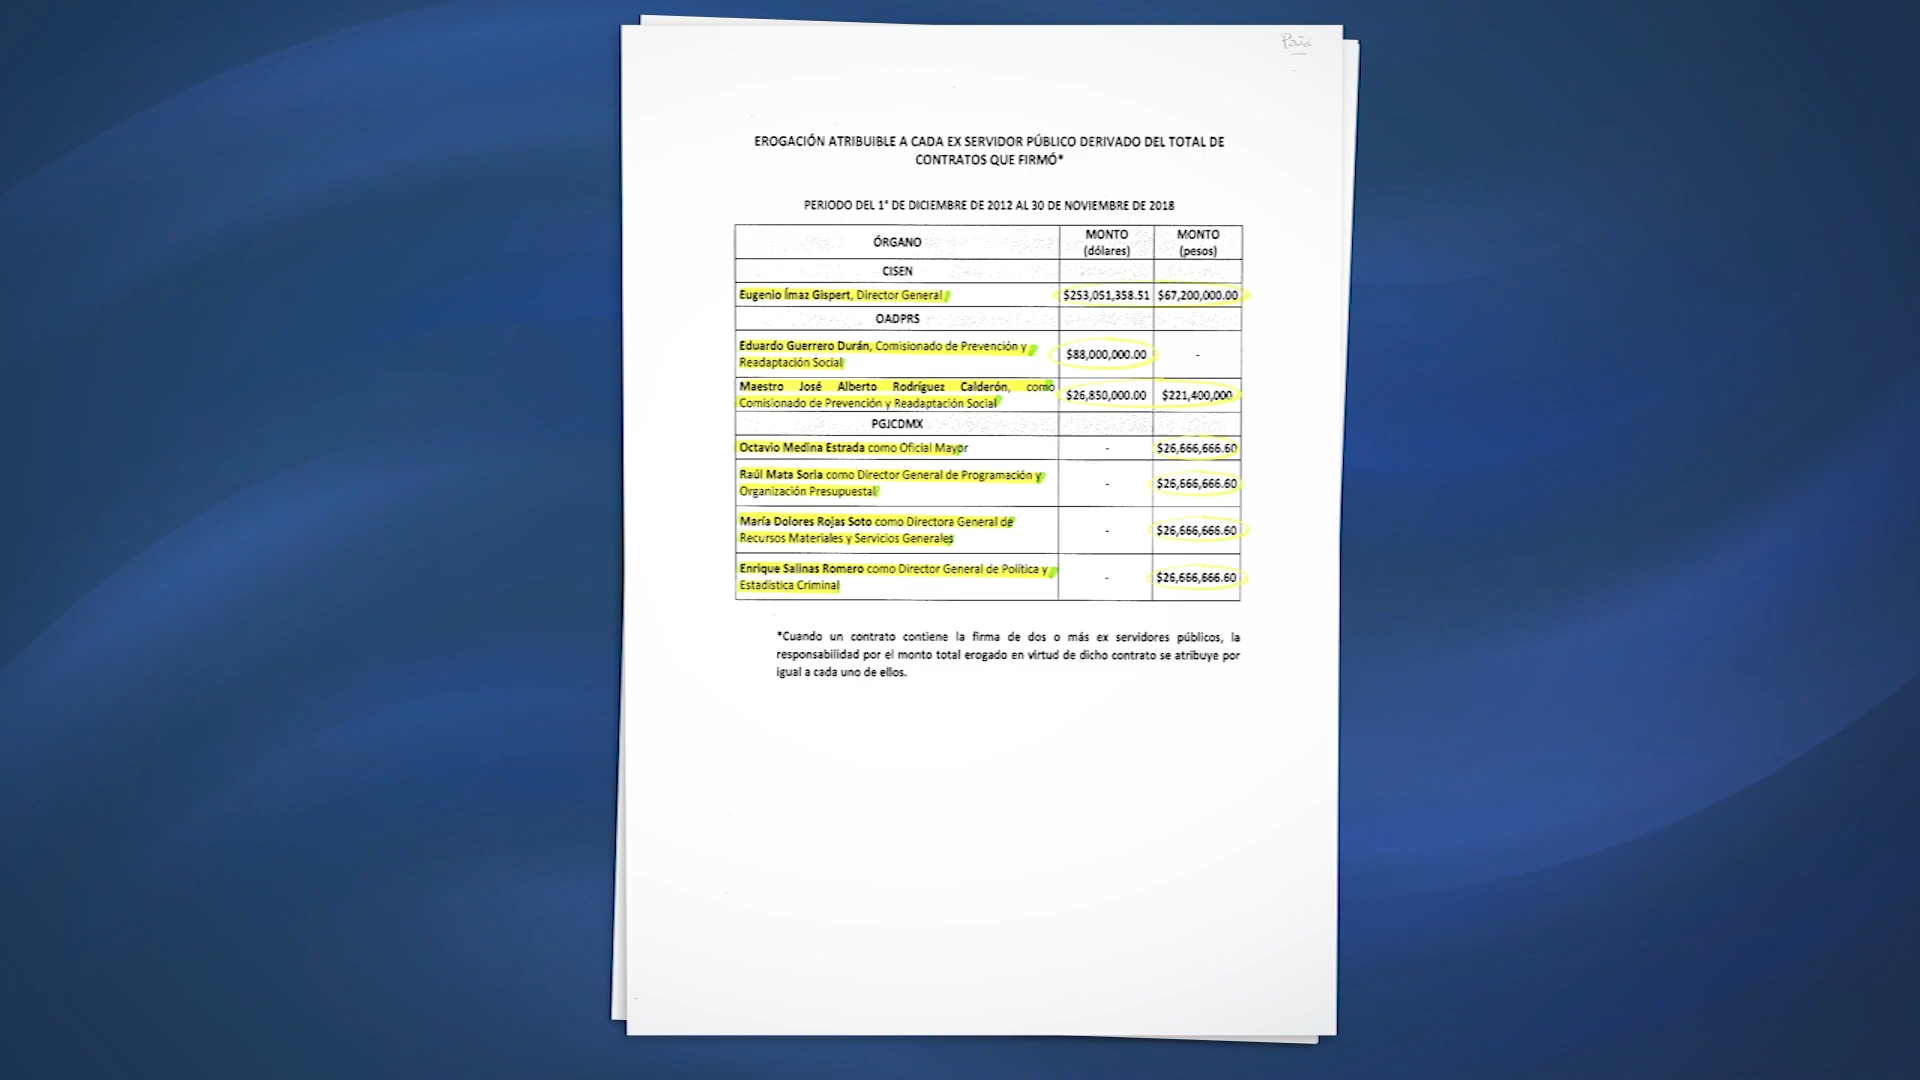 País
EROGACIÓN ATRIBUIBLE A CADA EX SERVIDOR PÚBLICO DERIVADO DEL TOTAL DE
CONTRATOS QUE FIRMÓ*
PERIODO DEL 1° DE DICIEMBRE DE 2012 AL 30 DE NOVIEMBRE DE 2018
ÓRGANO MONTO (dólares) MONTO (pesos)
CISEN
Eugenio Ímaz Gispert, Director General $253,051,358.51 $67,200,000.00
OADPRS
Eduardo Guerrero Durán, Comisionado de Prevención y
Readaptación Social $88,000,000.00 -
Maestro José Alberto Rodríguez Calderón, como
Comisionado de Prevención y Readaptación Social $26,850,000.00 $221,400,000
PGJCDMX
Octavio Medina Estrada como Oficial Mayor - $26,666,666.60
Raúl Mata Soria como Director General de Programación y
Organización Presupuestal - $26,666,666.60
María Dolores Rojas Soto como Directora General de
Recursos Materiales y Servicios Generales - $26,666,666.60
Enrique Salinas Romero como Director General de Política y
Estadística Criminal - $26,666,666.60
*Cuando un contrato contiene la firma de dos o más ex servidores públicos, la
responsabilidad por el monto total erogado en virtud de dicho contrato se atribuye por
igual a cada uno de ellos.